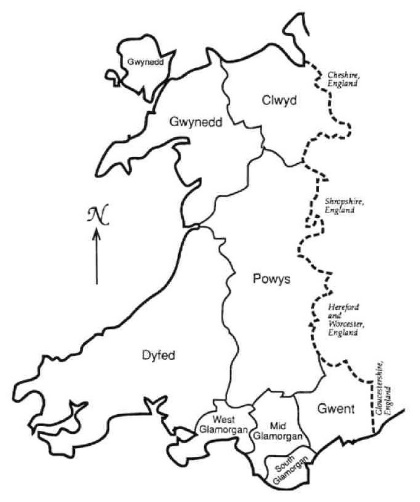 Gwynedd
Cheshire,
England
Clwyd
Gwynedd
Shropshire,
England
N
Powys
Hereford
and
Worcester,
England
Dyfed
Gloucestershire,
England
Gwent
West
Glamorgan
Mid
Glamorgan
South
Glamorgan